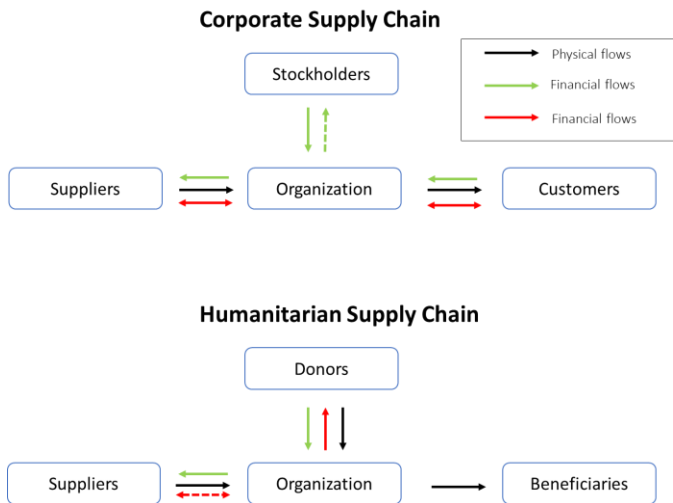 Corporate Supply Chain
Physical flows
Financial flows
Financial flows
Stockholders
Suppliers
Organization
Customers
Humanitarian Supply Chain
Donors
Suppliers
Organization
Beneficiaries